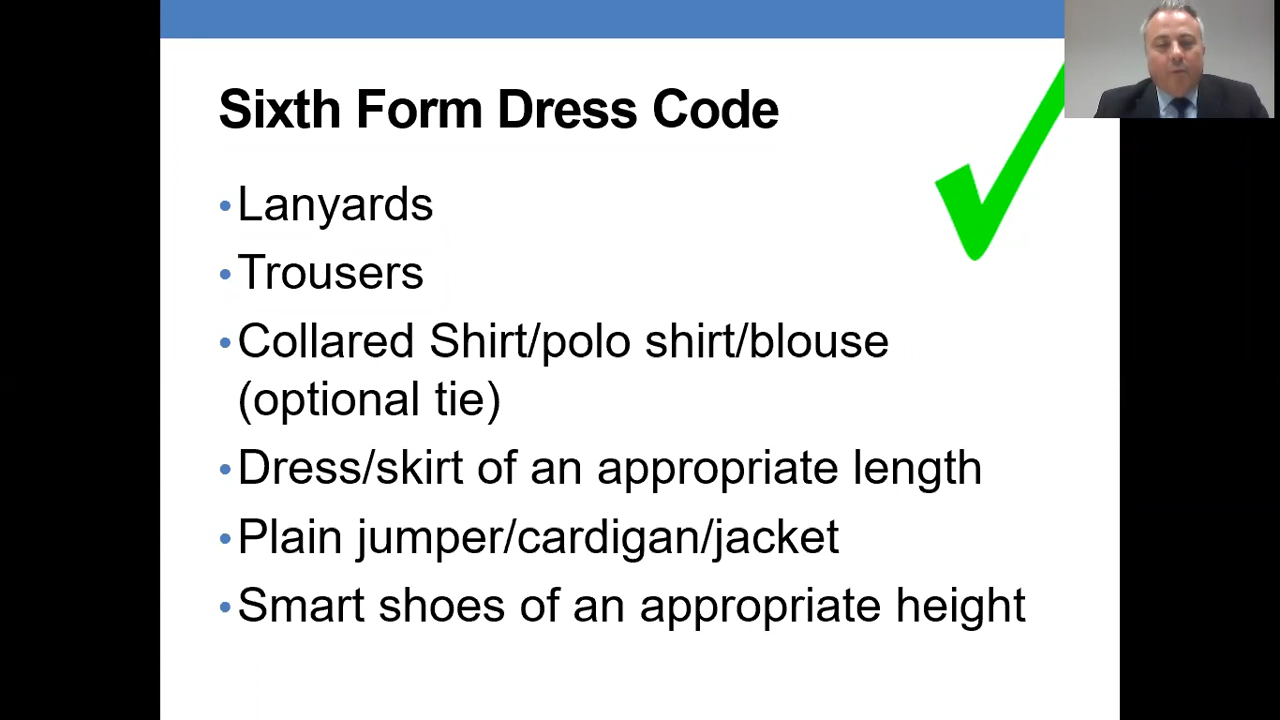 Sixth Form Dress Code
•Lanyards
•Trousers
•Collared Shirt/polo shirt/blouse
(optional tie)
•Dress/skirt of an appropriate length
•Plain jumper/cardigan/jacket
•Smart shoes of an appropriate height